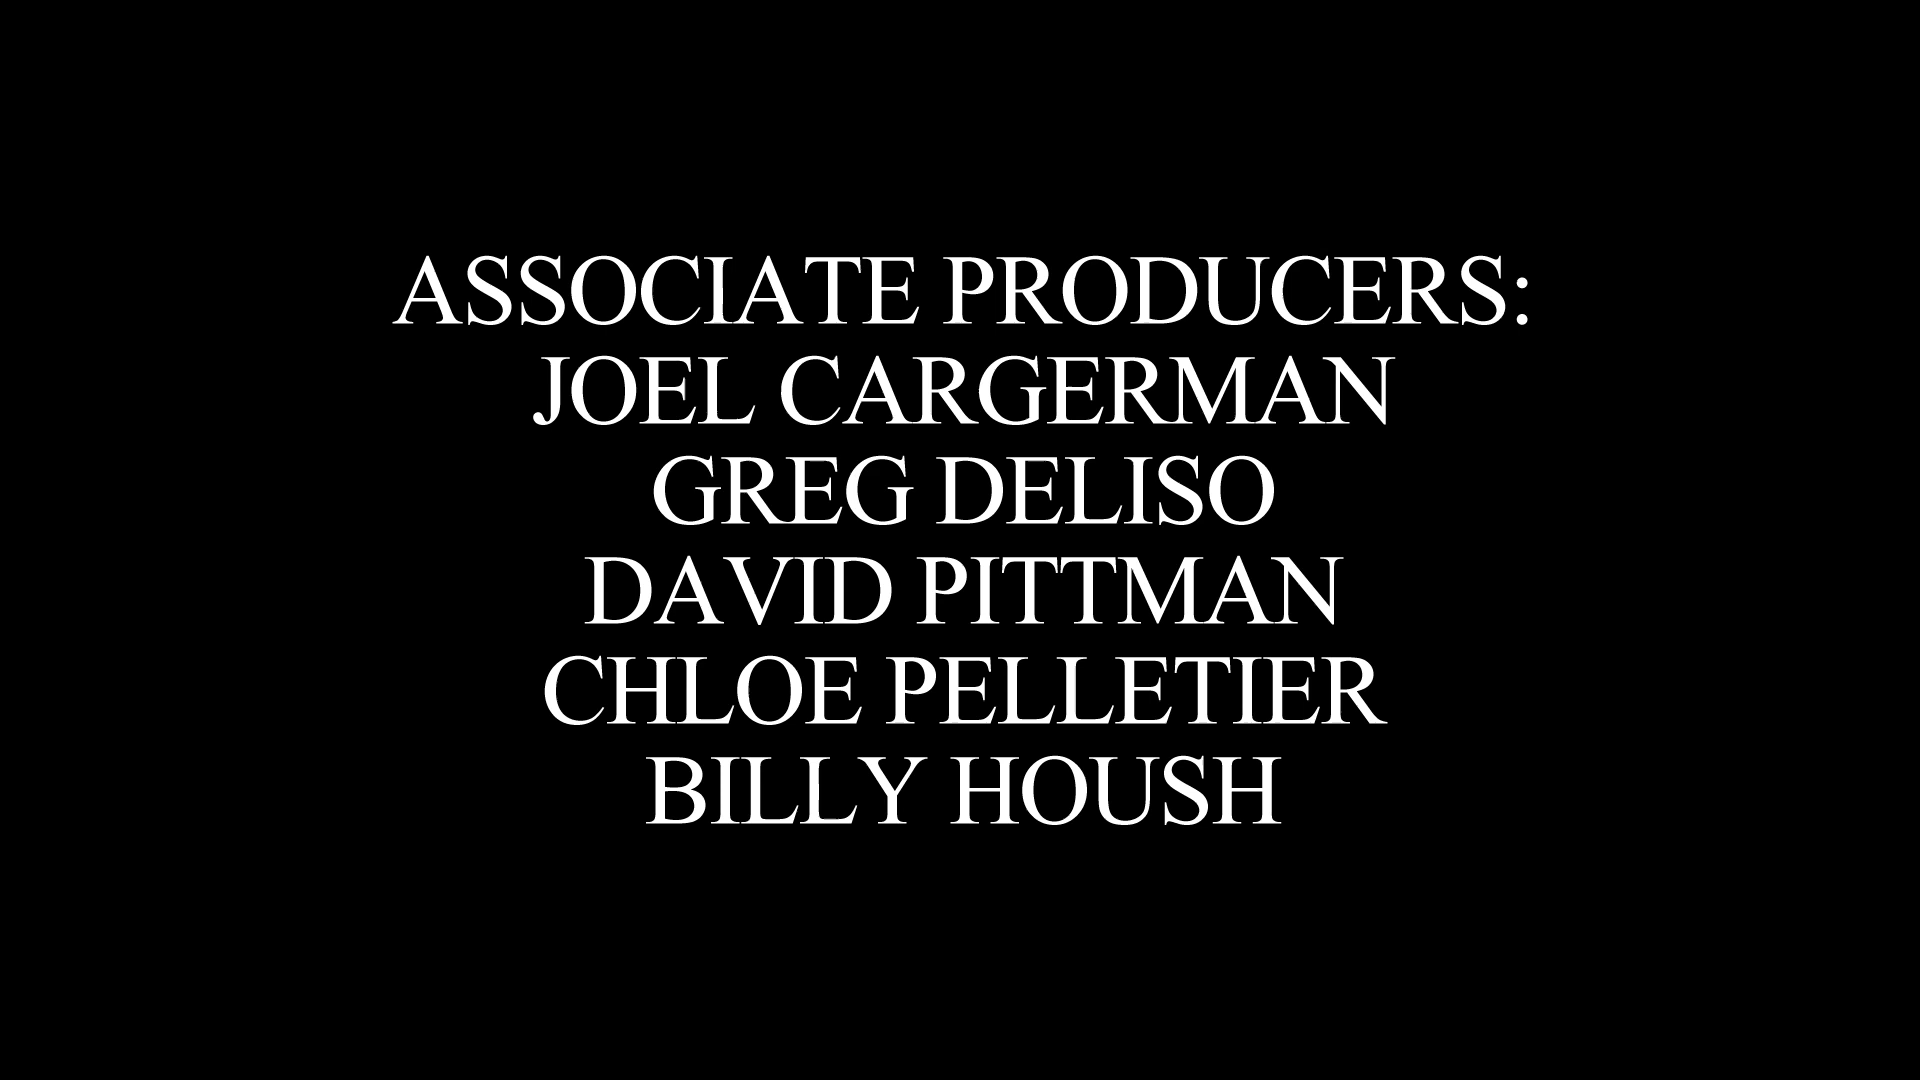 ASSOCIATE PRODUCERS:
JOEL CARGERMAN
GREG DELISO
DAVID PITTMAN
CHLOE PELLETIER
BILLY HOUSH